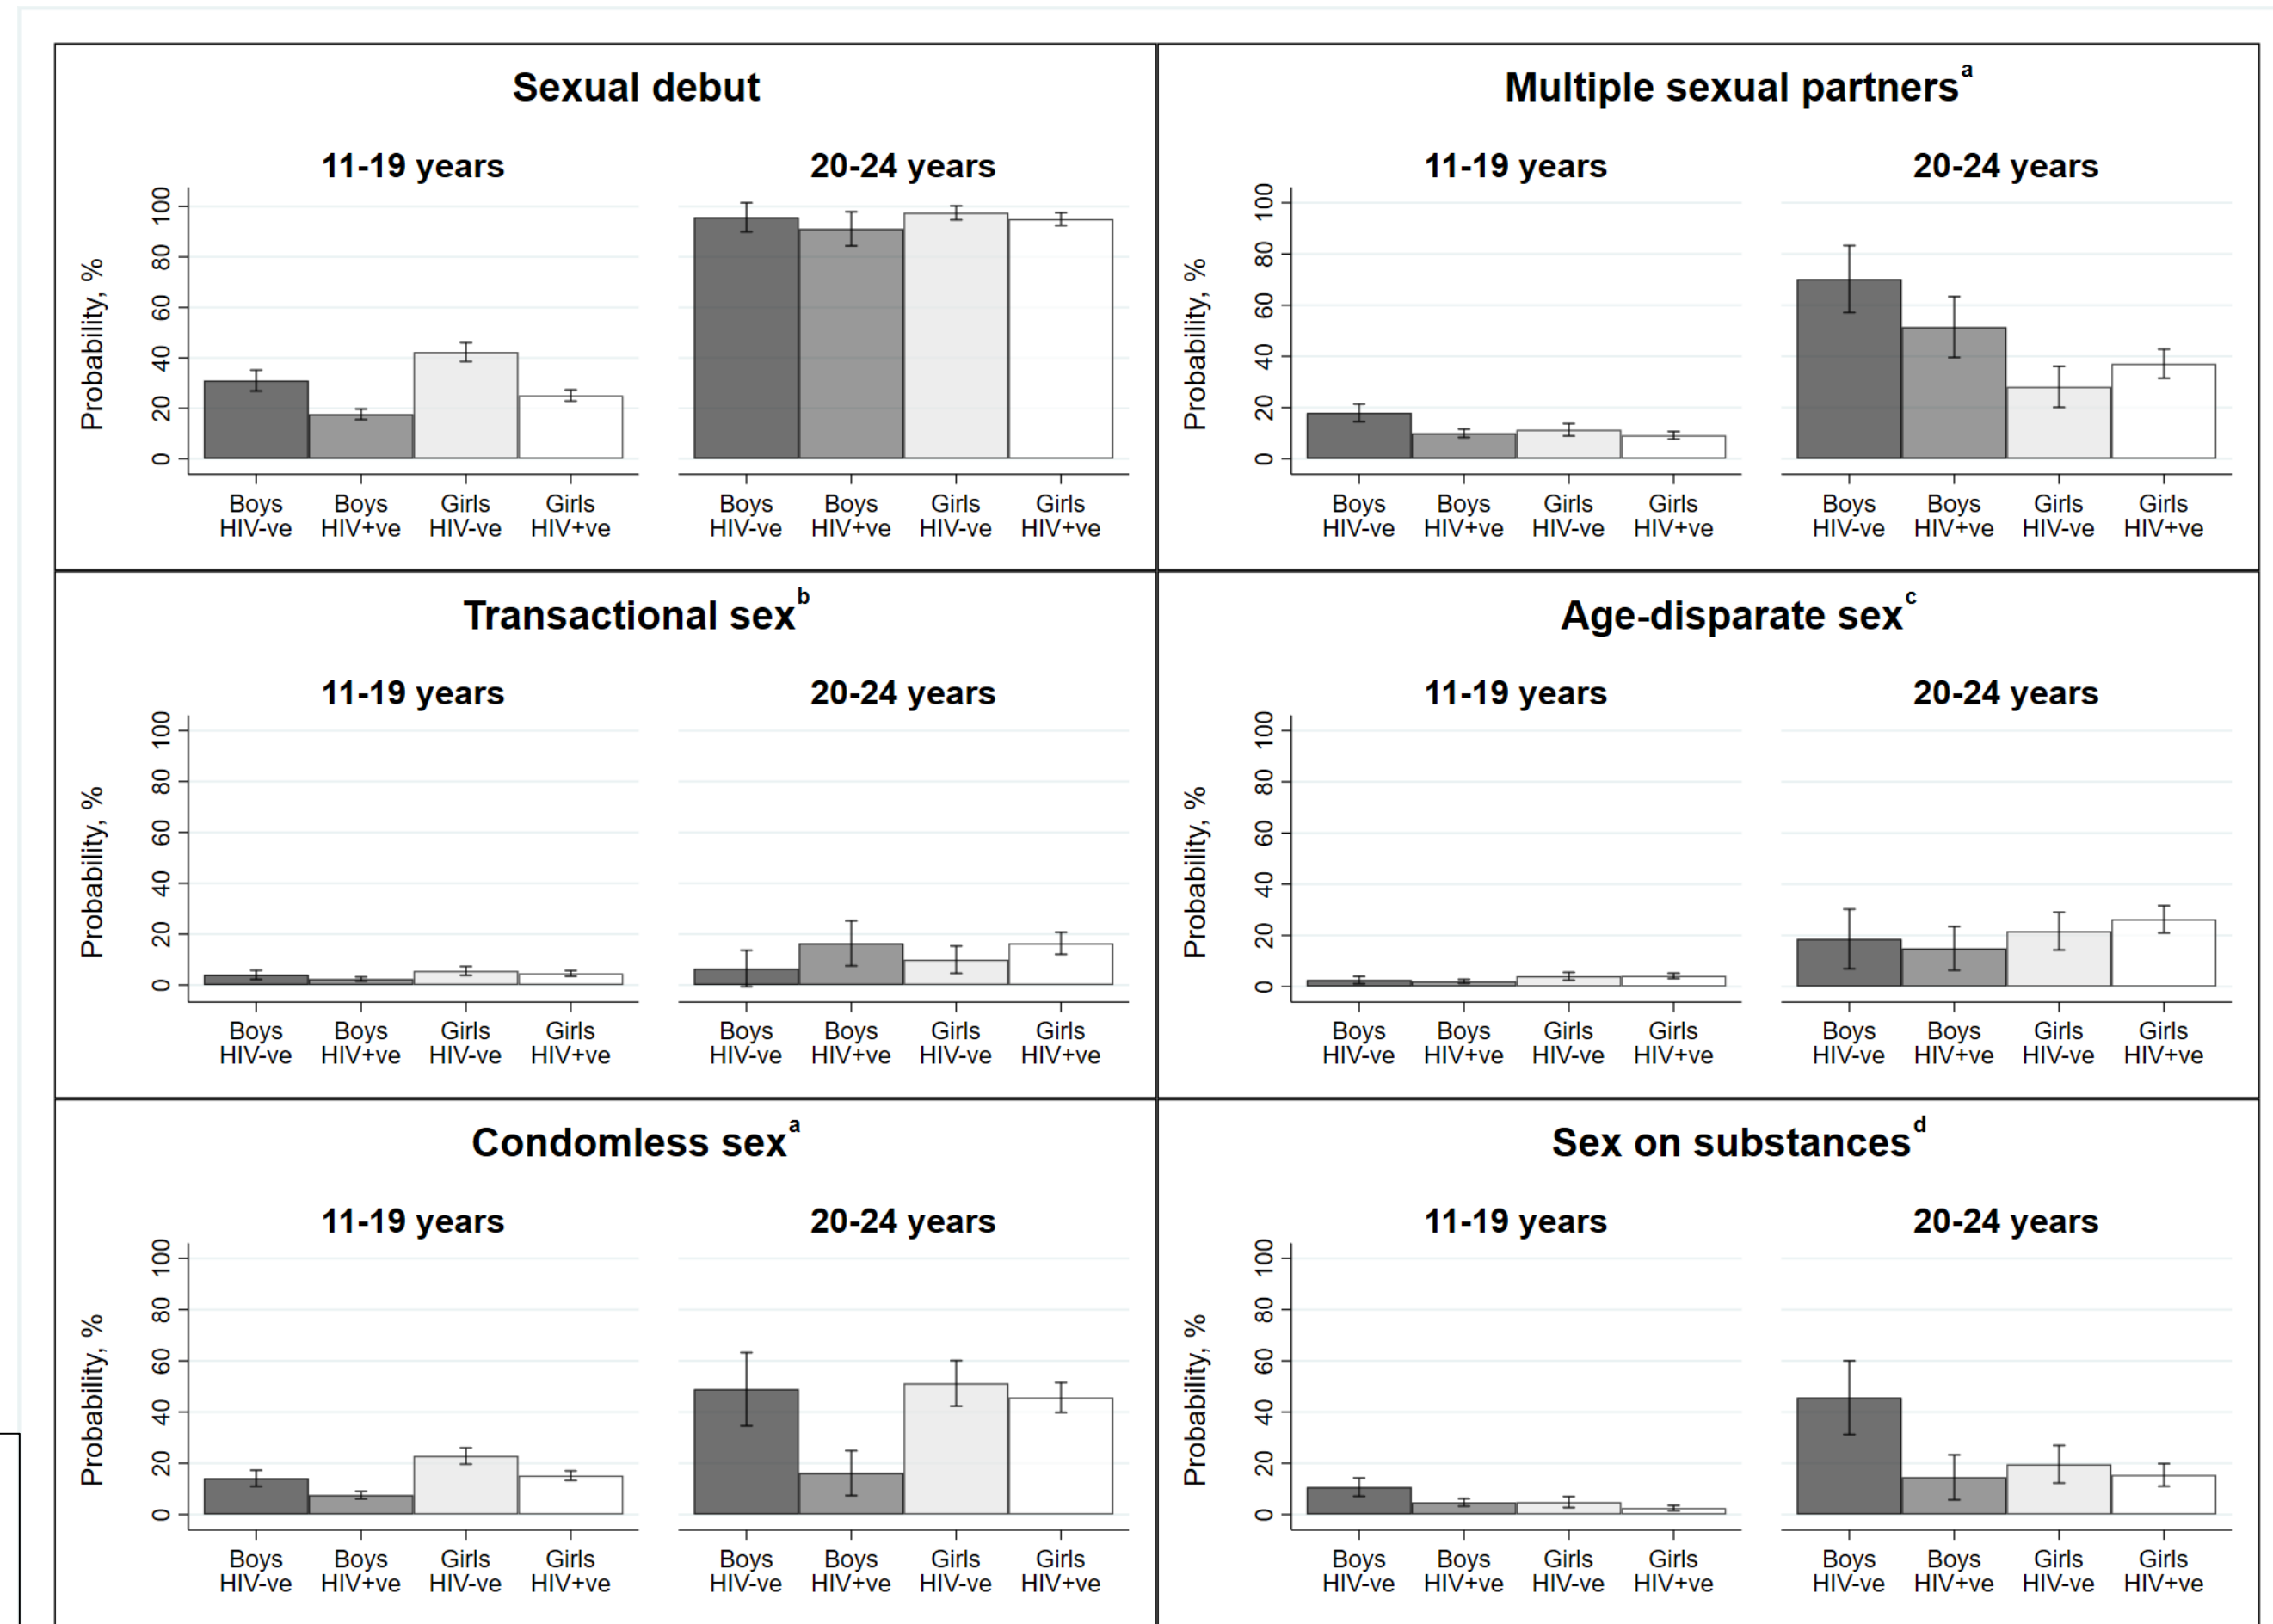 Sexual debut
11-19 years
20-24 years
Probability, %
100
80
60
40
20
0
Boys HIV-ve
Boys HIV+ve
Girls HIV-ve
Girls HIV+ve
Boys HIV-ve
Boys HIV+ve
Girls HIV-ve
Girls HIV+ve
Multiple sexual partners a
11-19 years
20-24 years
Probability, %
100
80
60
40
20
0
Boys HIV-ve
Boys HIV+ve
Girls HIV-ve
Girls HIV+ve
Boys HIV-ve
Boys HIV+ve
Girls HIV-ve
Girls HIV+ve
Transactional sex b
11-19 years
20-24 years
Probability, %
100
80
60
40
20
0
Boys HIV-ve
Boys HIV+ve
Girls HIV-ve
Girls HIV+ve
Boys HIV-ve
Boys HIV+ve
Girls HIV-ve
Girls HIV+ve
Age-disparate sex c
11-19 years
20-24 years
Probability, %
100
80
60
40
20
0
Boys HIV-ve
Boys HIV+ve
Girls HIV-ve
Girls HIV+ve
Boys HIV-ve
Boys HIV+ve
Girls HIV-ve
Girls HIV+ve
Condomless sex a
11-19 years
20-24 years
Probability, %
100
80
60
40
20
0
Boys HIV-ve
Boys HIV+ve
Girls HIV-ve
Girls HIV+ve
Boys HIV-ve
Boys HIV+ve
Girls HIV-ve
Girls HIV+ve
Sex on substances d
11-19 years
20-24 years
Probability, %
100
80
60
40
20
0
Boys HIV-ve
Boys HIV+ve
Girls HIV-ve
Girls HIV+ve
Boys HIV-ve
Boys HIV+ve
Girls HIV-ve
Girls HIV+ve